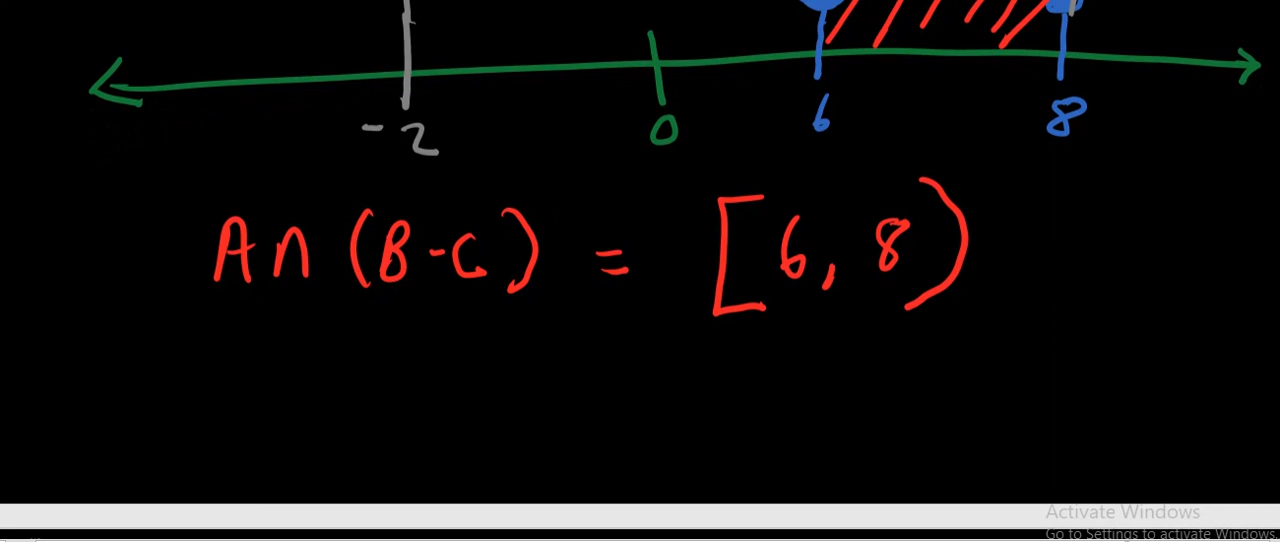 -2 0 6 8
A∩(B-C) = [6, 8)
Activate Windows
Go to Settings to activate Windows.